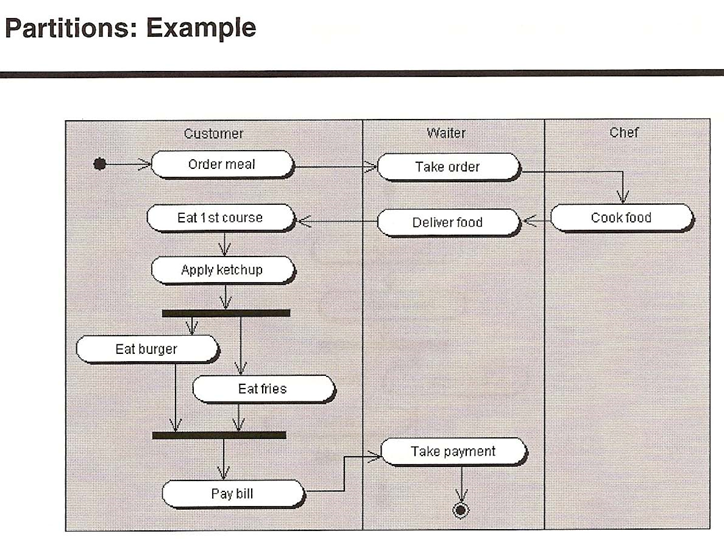 Partitions: Example
Customer
Waiter
Chef
Order meal
Take order
Eat 1st course
Deliver food
Cook food
Apply ketchup
Eat burger
Eat fries
Take payment
Pay bill